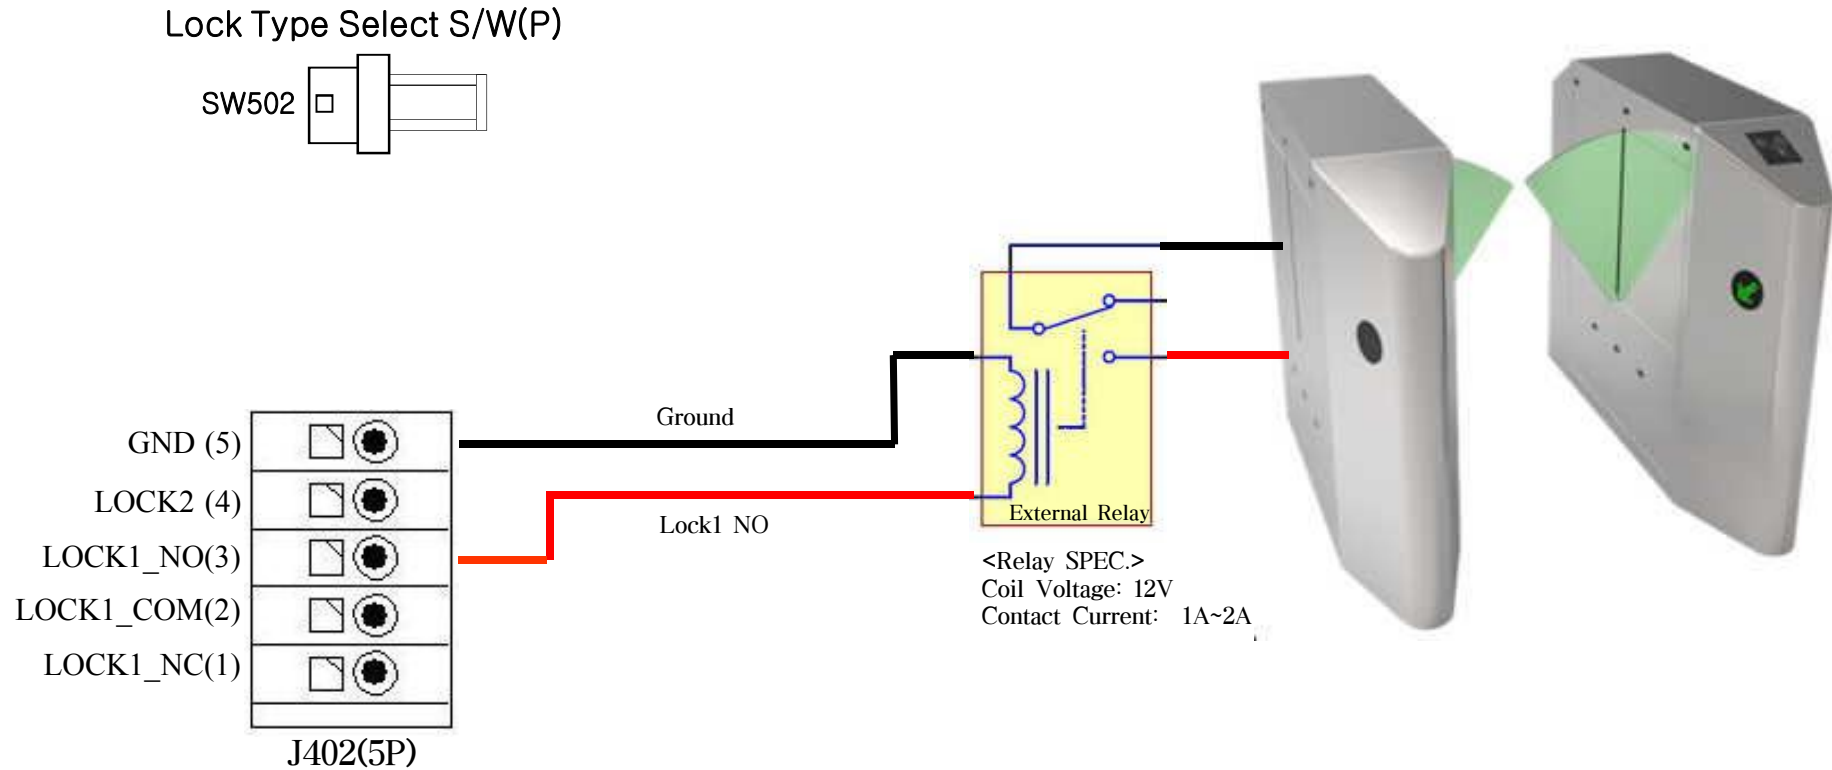 Lock Type Select S/W(P)
SW502
GND (5)
LOCK2 (4)
LOCK1_NO(3)
LOCK1_COM(2)
LOCK1_NC(1)
J402(5P)
Ground
Lock1 NO
External Relay
<Relay SPEC.>
Coil Voltage: 12V
Contact Current: 1A~2A